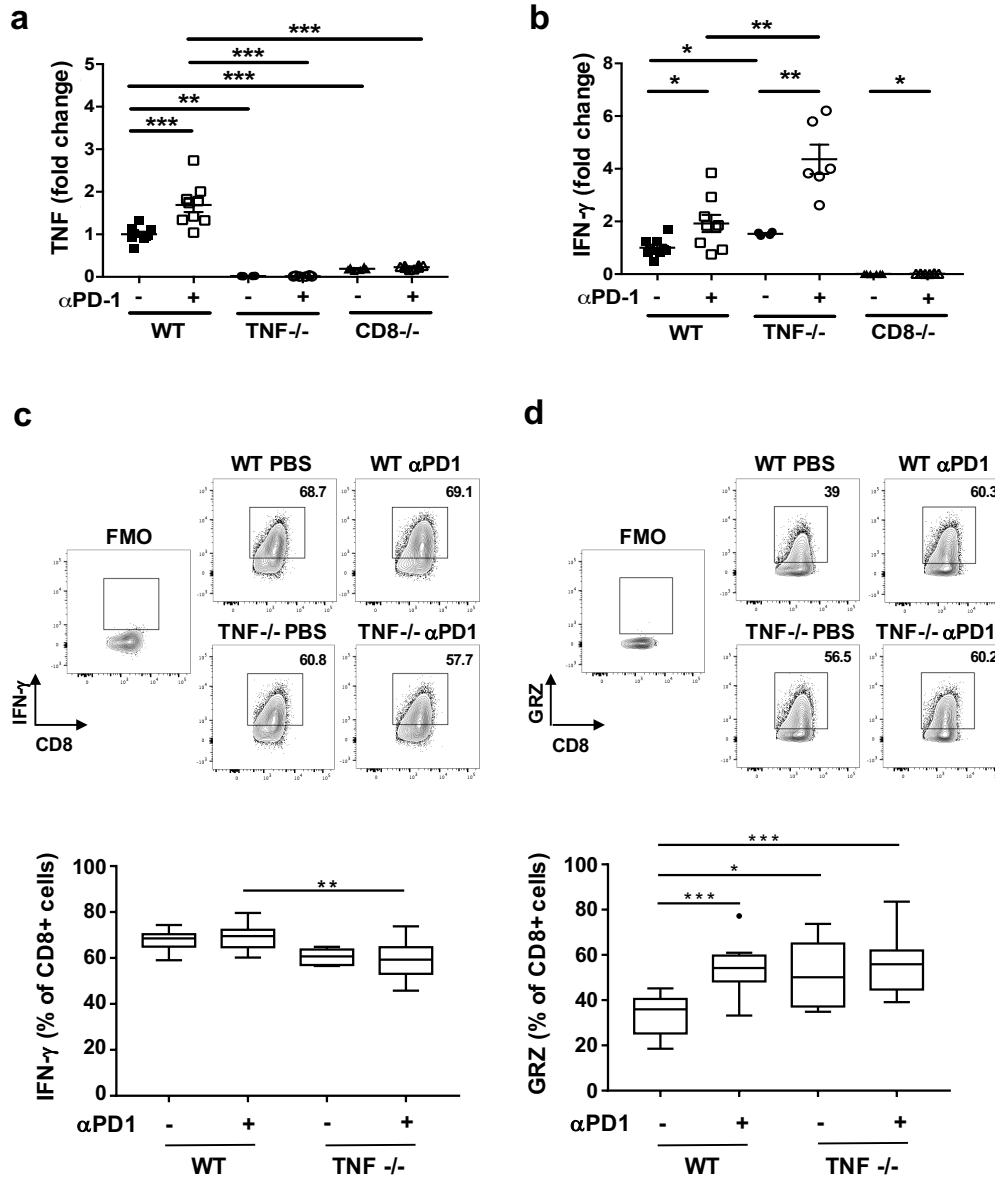 a
TNF (fold change)
5
4
3
2
1
0
***
***
***
**
***
αPD-1
- + - + - +
WT TNF-/- CD8-/-
b
IFN-γ (fold change)
8
6
4
2
0
**
*
* ** *
αPD-1
- + - + - +
WT TNF-/- CD8-/-
c
FMO
WT PBS WT αPD1
68.7 69.1
TNF-/- PBS TNF-/- αPD1
60.8 57.7
IFN-γ
CD8
IFN-γ (% of CD8+ cells)
100
80
60
40
20
0
**
αPD1 - + - +
WT TNF -/-
d
FMO
WT PBS WT αPD1
39 60.3
TNF-/- PBS TNF-/- αPD1
56.5 60.2
GRZ
CD8
GRZ (% of CD8+ cells)
100
80
60
40
20
0
***
*
***
αPD1 - + - +
WT TNF -/-